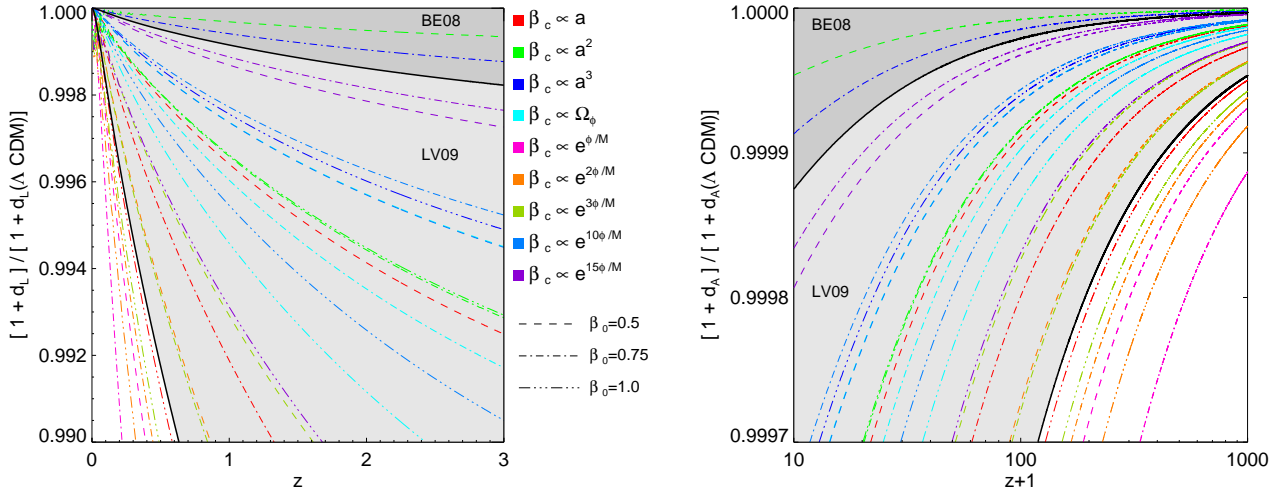 [ 1 + d_L ] / [ 1 + d_L(Λ CDM)]
1.0000
0.998
0.996
0.994
0.992
0.990
0
1
2
3
z
BE08
LV09
β_c ∝ a
β_c ∝ a^2
β_c ∝ a^3
β_c ∝ Ω_ϕ
β_c ∝ e^{ϕ/M}
β_c ∝ e^{2ϕ/M}
β_c ∝ e^{3ϕ/M}
β_c ∝ e^{10ϕ/M}
β_c ∝ e^{15ϕ/M}
β_0=0.5
β_0=0.75
β_0=1.0
[ 1 + d_A ] / [ 1 + d_A(Λ CDM)]
1.0000
0.9999
0.9998
0.9997
10
100
1000
z+1
BE08
LV09